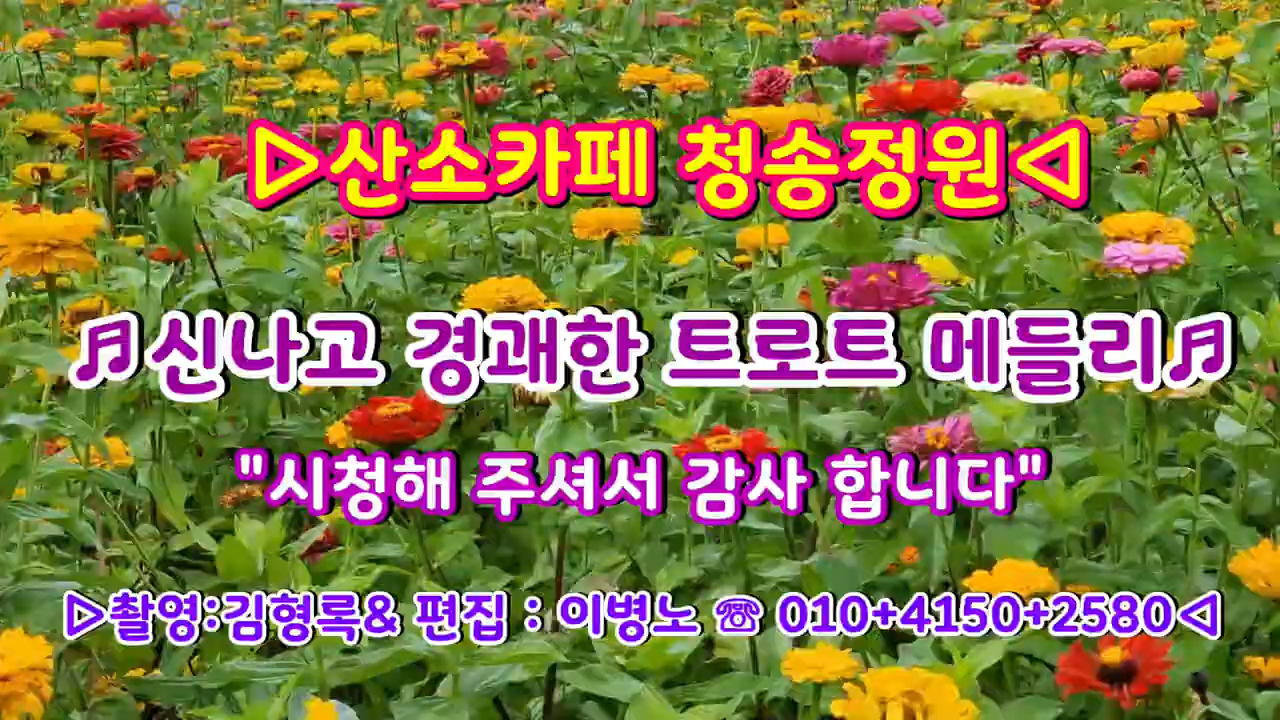 ▷산소카페 청송정원◁
♬신나고 경쾌한 트로트 메들리♬
"시청해 주셔서 감사 합니다"
▷촬영:김형록& 편집 : 이병노 ☏ 010+4150+2580◁